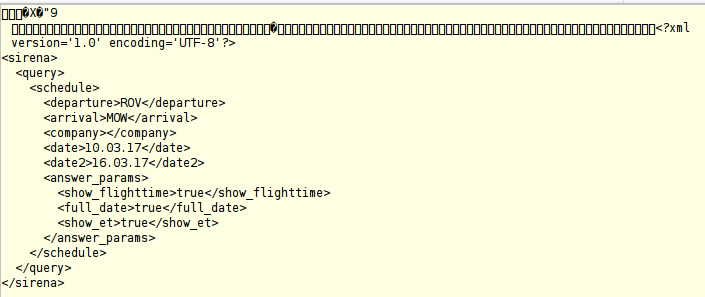 X "9
<?xml
version='1.0' encoding='UTF-8'?>
<sirena>
  <query>
    <schedule>
      <departure>ROV</departure>
      <arrival>MOW</arrival>
      <company></company>
      <date>10.03.17</date>
      <date2>16.03.17</date2>
      <answer_params>
        <show_flighttime>true</show_flighttime>
        <full_date>true</full_date>
        <show_et>true</show_et>
      </answer_params>
    </schedule>
  </query>
</sirena>